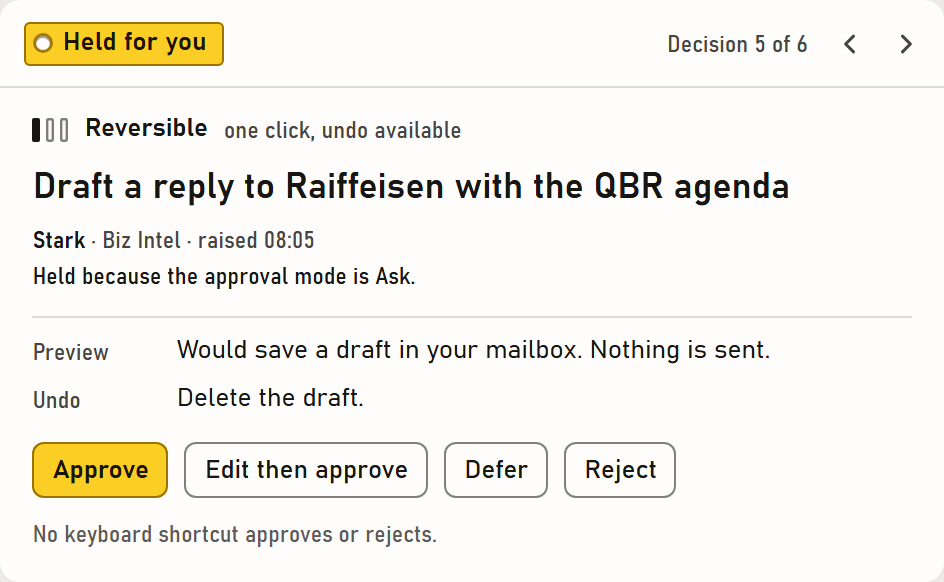 Held for you
Decision 5 of 6
Reversible one click, undo available
Draft a reply to Raiffeisen with the QBR agenda
Stark · Biz Intel · raised 08:05
Held because the approval mode is Ask.
Preview Would save a draft in your mailbox. Nothing is sent.
Undo Delete the draft.
Approve Edit then approve Defer Reject
No keyboard shortcut approves or rejects.